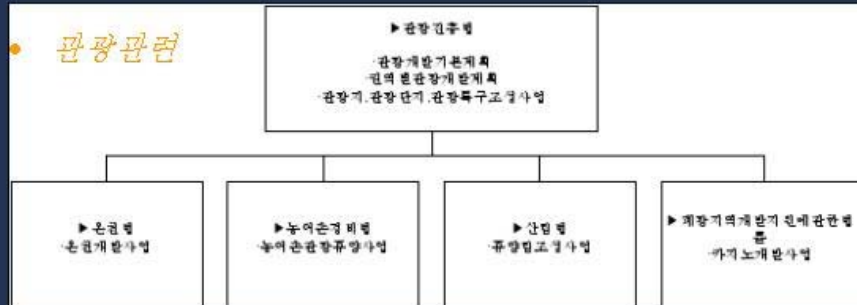 • 관광관련
▶관광진흥법
·관광개발기본계획
·권역별관광개발계획
·관광지,관광단지,관광특구조성사업
▶온천법
·온천개발사업
▶농어촌정비법
·농어촌관광휴양사업
▶산림법
·휴양림조성사업
▶폐광지역개발지원에관한법
률
·카지노개발사업